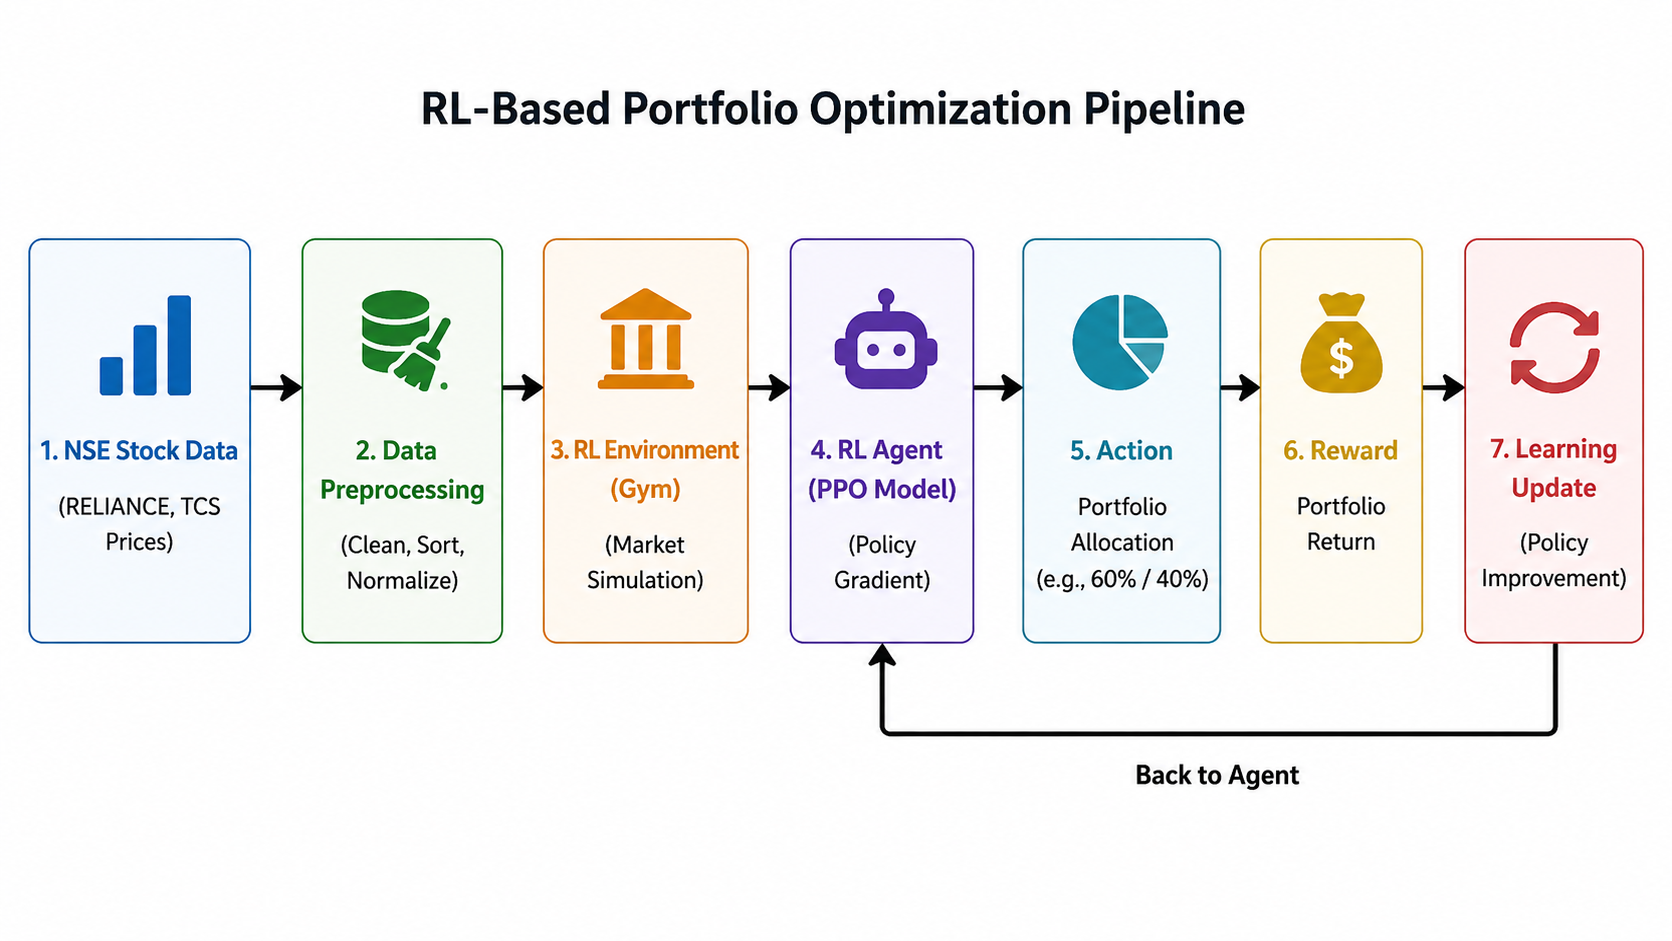 RL-Based Portfolio Optimization Pipeline
1. NSE Stock Data
(RELIANCE, TCS
Prices)
2. Data
Preprocessing
(Clean, Sort,
Normalize)
3. RL Environment
(Gym)
(Market
Simulation)
4. RL Agent
(PPO Model)
(Policy
Gradient)
5. Action
Portfolio
Allocation
(e.g., 60% / 40%)
$
6. Reward
Portfolio
Return
7. Learning
Update
(Policy
Improvement)
Back to Agent